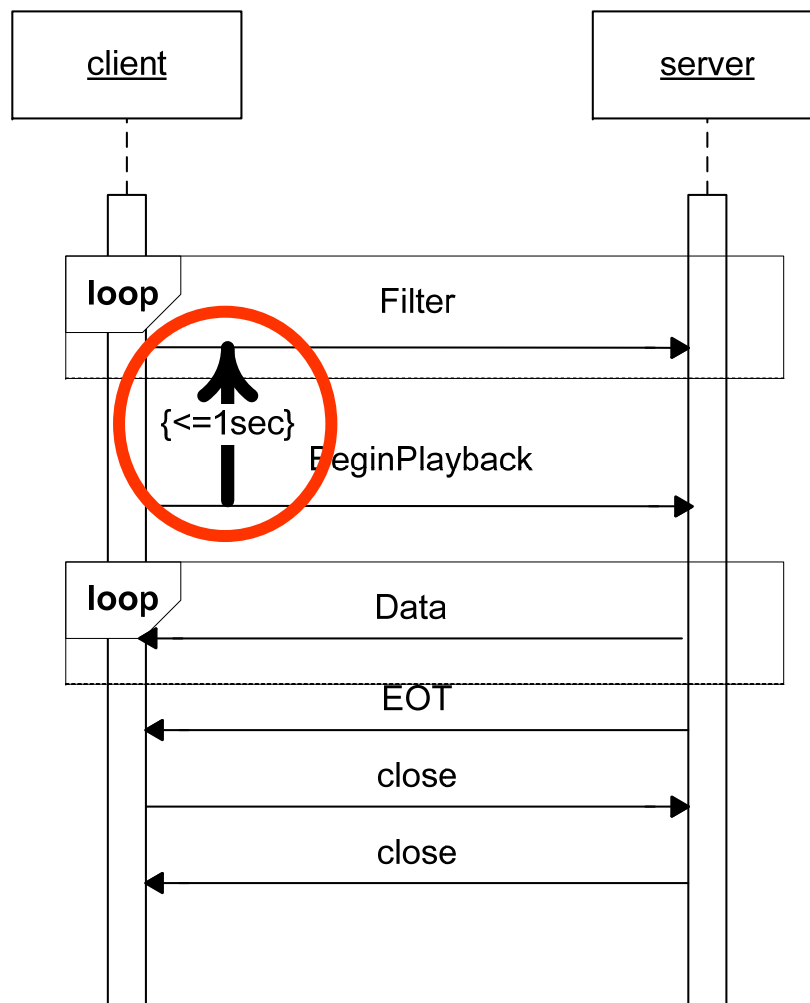 client
server
loop
Filter
{<=1sec}
BeginPlayback
loop
Data
EOT
close
close